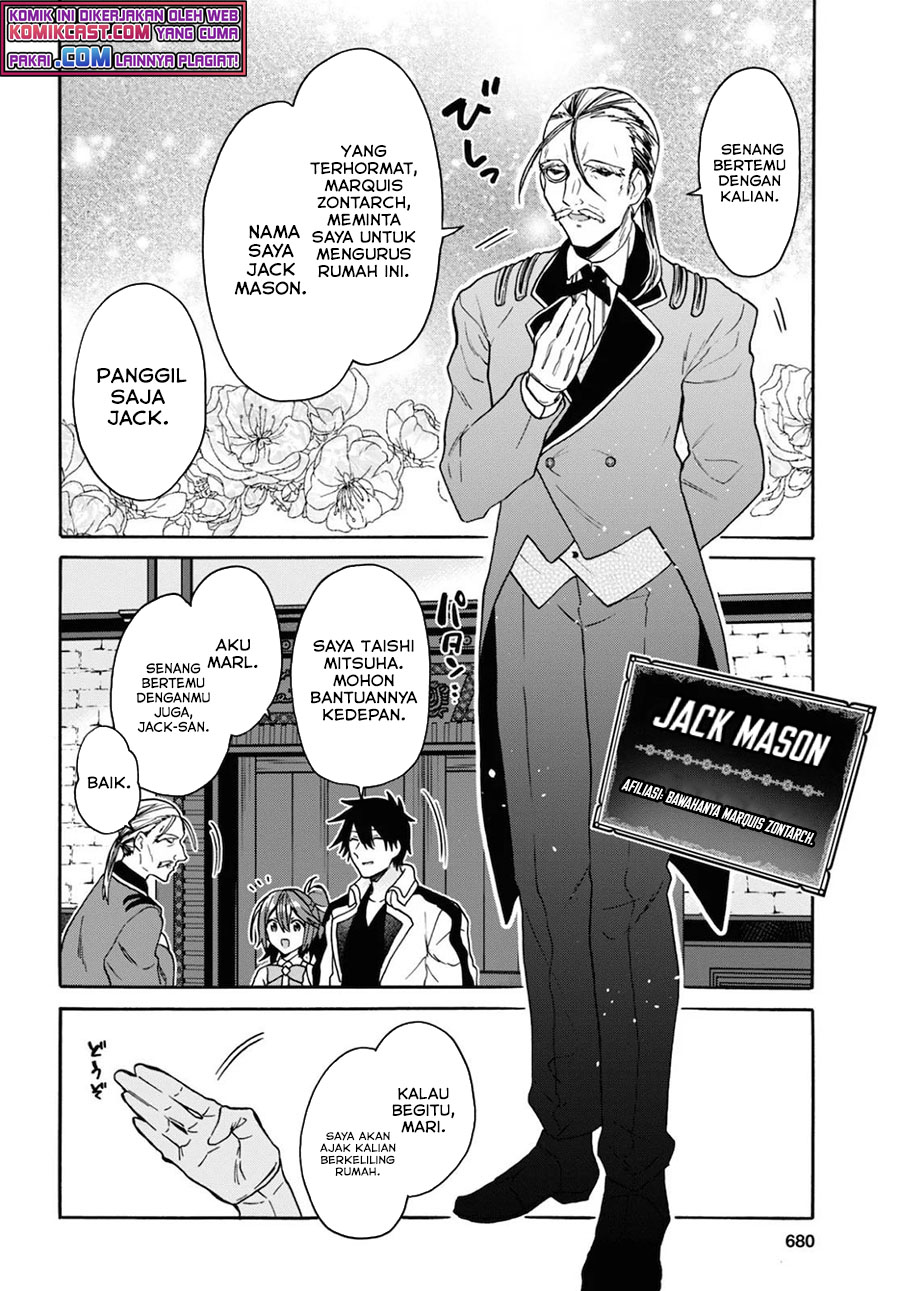 KOMIK INI DIKERJAKAN OLEH WEB
KOMIKCAST.COM YANG CUMA
PAKAI .COM LAINNYA PLAGIAT!
びしっ
SENANG
BERTEMU
DENGAN
KALIAN.
YANG
TERHORMAT,
MARQUIS
ZONTARCH,
MEMINTA
SAYA UNTUK
MENGURUS
RUMAH INI.
NAMA
SAYA
JACK
MASON.
PANGGIL
SAJA
JACK.
パタン…
SAYA TAISHI
MITSUHA.
MOHON
BANTUANNYA
KEDEPAN.
AKU
MARL.
SENANG
BERTEMU
DENGANMU
JUGA,
JACK-SAN.
BAIK.
JACK MASON
AFILIASI: BAWAHANYA MARQUIS ZONTARCH.
KALAU
BEGITU,
MARI.
SAYA AKAN
AJAK KALIAN
BERKELILING
RUMAH.
どうぞ
680